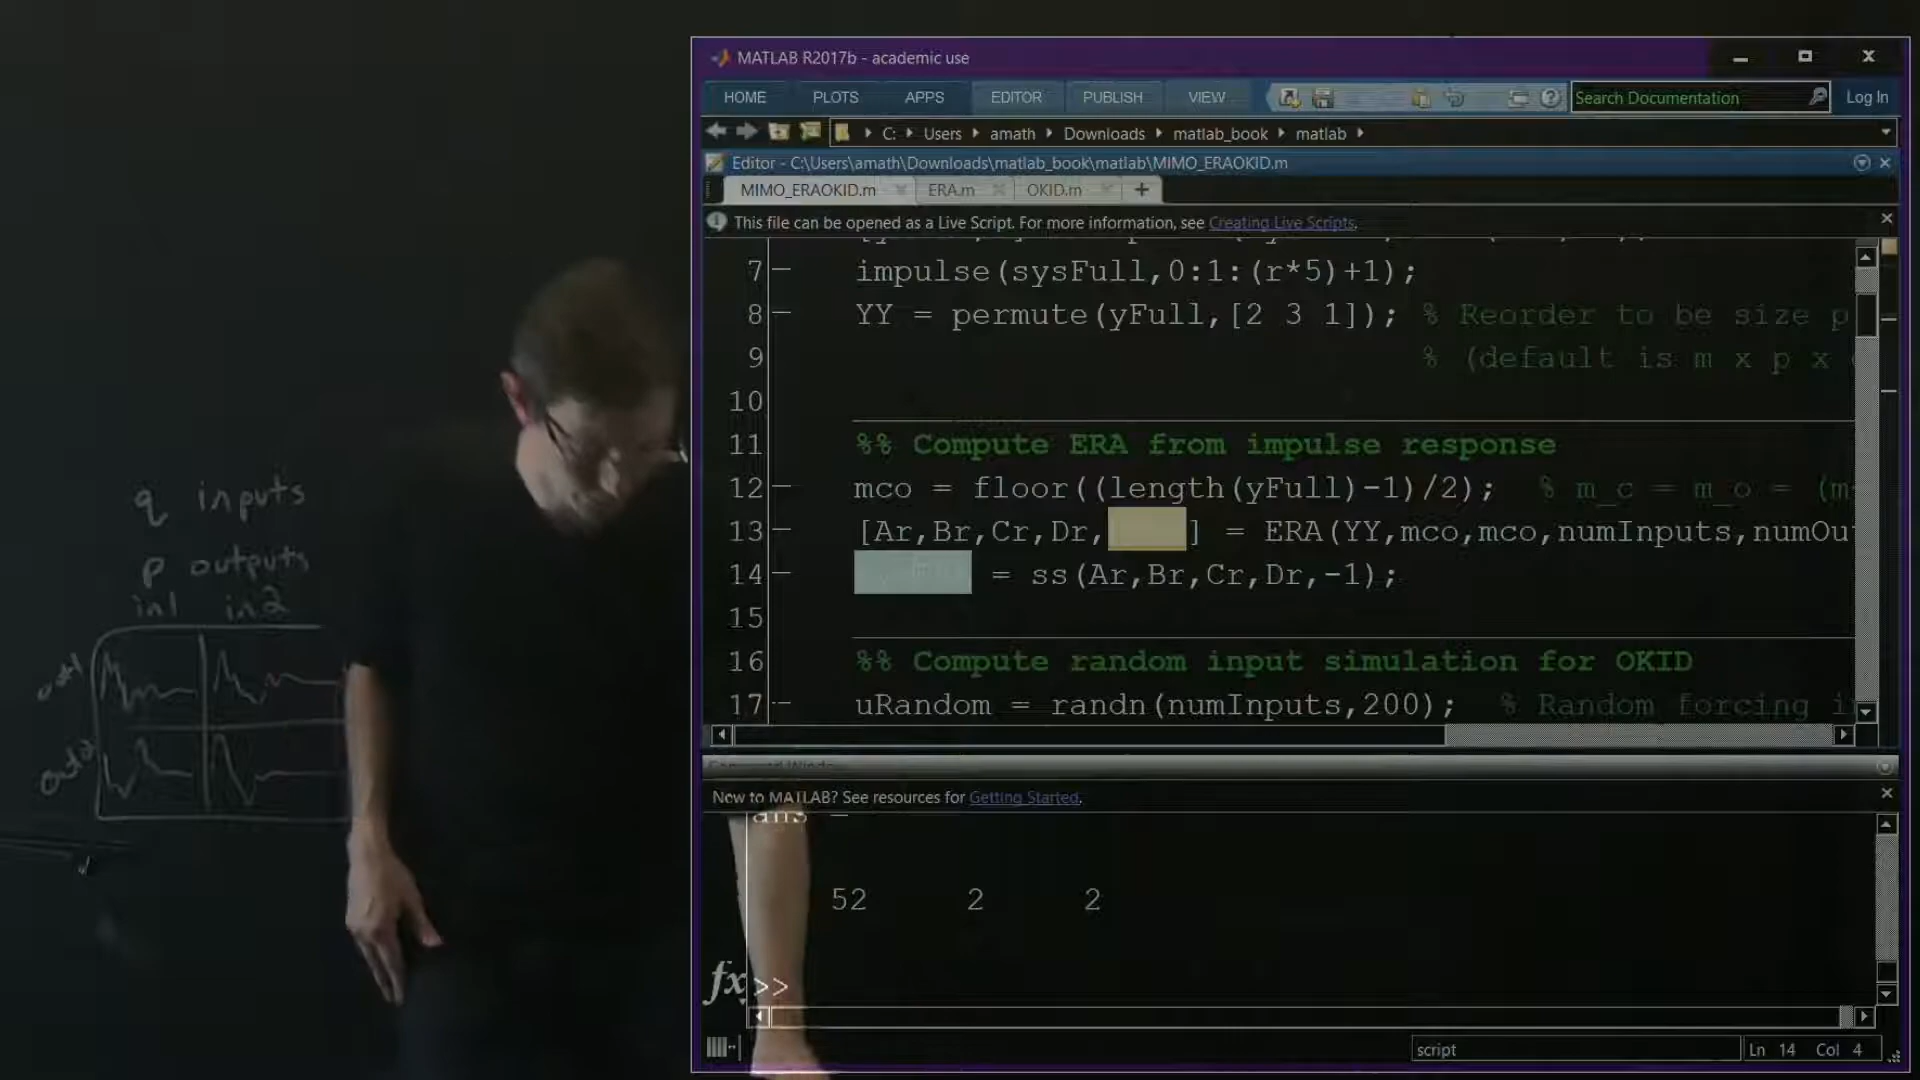 q inputs
p outputs
in1 in2
out1
out2
MATLAB R2017b - academic use
HOME PLOTS APPS EDITOR PUBLISH VIEW Search Documentation Log In
C: Users amath Downloads matlab_book matlab
Editor - C:\Users\amath\Downloads\matlab_book\matlab\MIMO_ERAOKID.m
MIMO_ERAOKID.m ERA.m OKID.m +
This file can be opened as a Live Script. For more information, see Creating Live Scripts.
7 impulse(sysFull,0:1:(r*5)+1);
8 YY = permute(yFull,[2 3 1]); % Reorder to be size p
9 % (default is m x p x
10
11 %% Compute ERA from impulse response
12 mco = floor((length(yFull)-1)/2); % m_c = m_o = (m
13 [Ar,Br,Cr,Dr, ] = ERA(YY,mco,mco,numInputs,numOu
14 = ss(Ar,Br,Cr,Dr,-1);
15
16 %% Compute random input simulation for OKID
17 uRandom = randn(numInputs,200); % Random forcing i
New to MATLAB? See resources for Getting Started.
ans =
52 2 2
fx >>
script Ln 14 Col 4